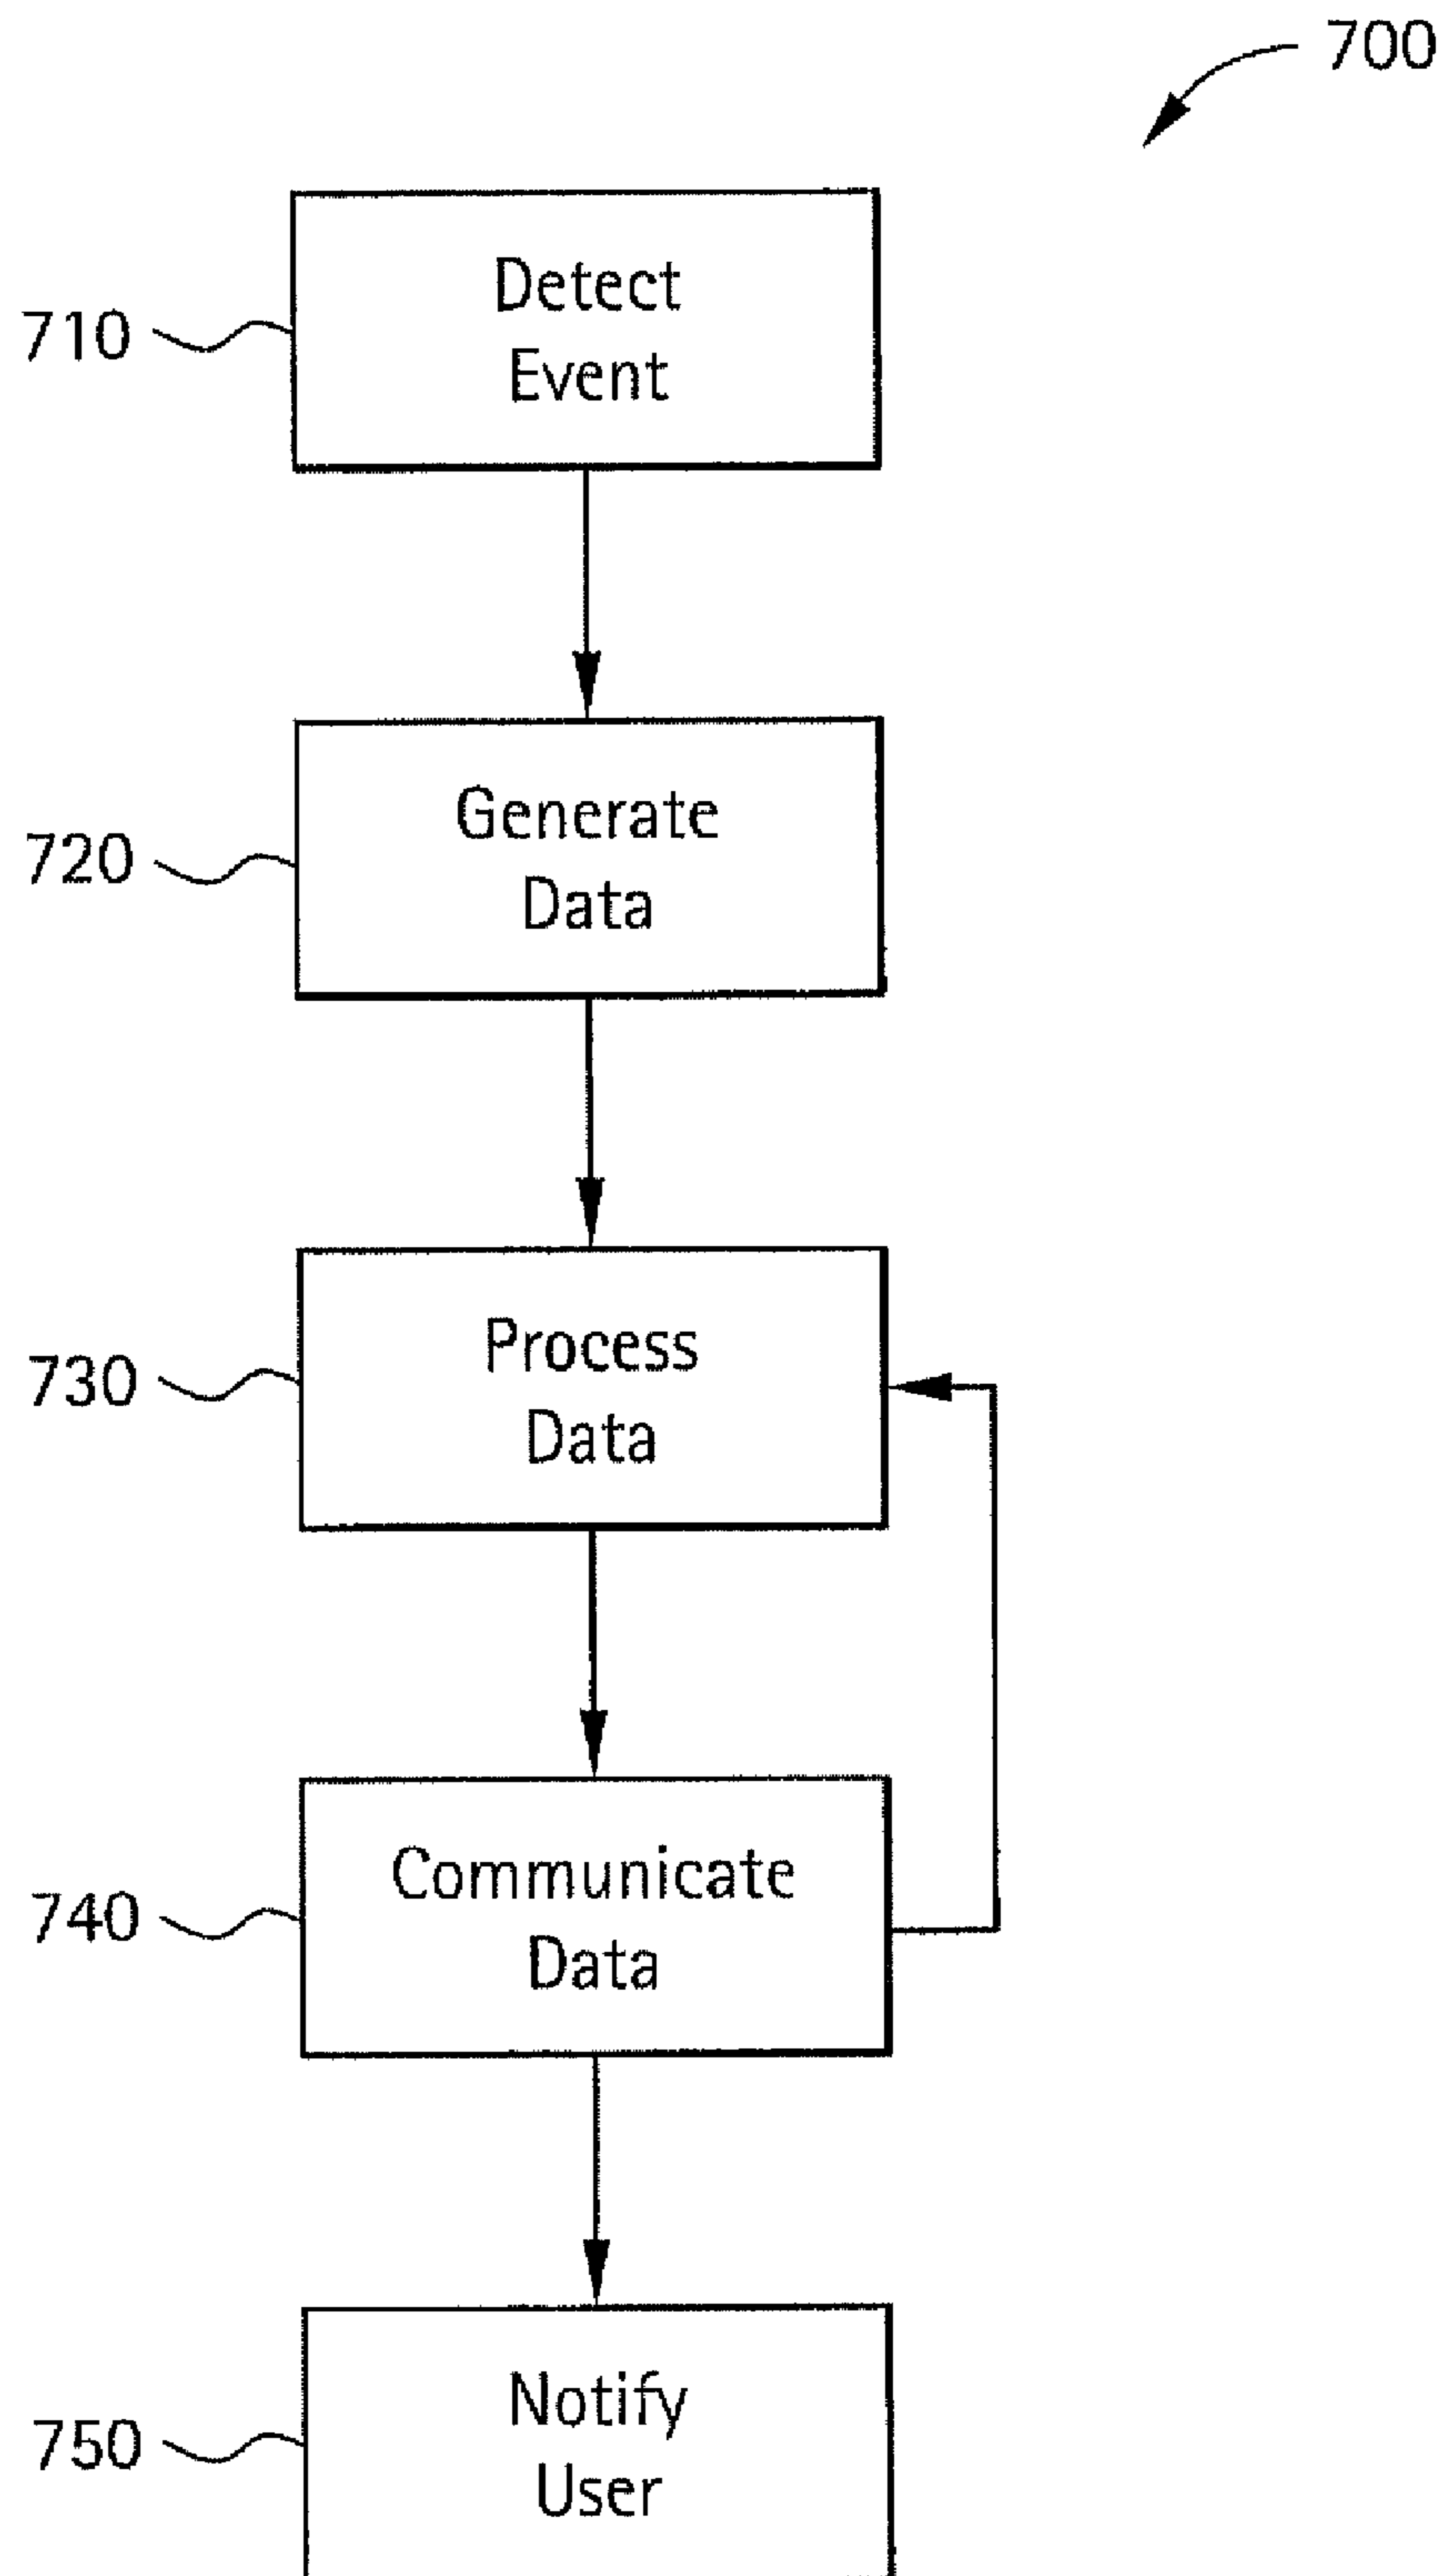 700
Detect
Event
710
Generate
Data
720
Process
Data
730
Communicate
Data
740
Notify
User
750